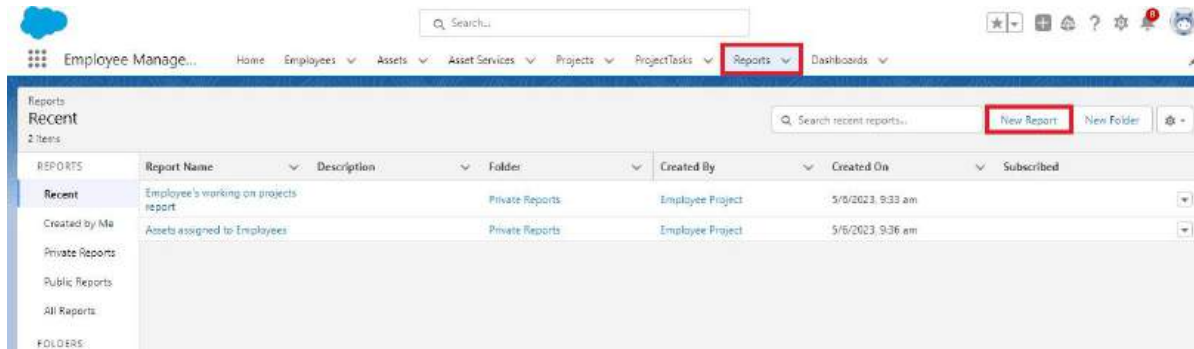 Search...
8
Employee Manage...
Home
Employees
Assets
Asset Services
Projects
ProjectTasks
Reports
Dashboards
Reports
Recent
2 items
Search recent reports...
New Report
New Folder
REPORTS
Report Name
Description
Folder
Created By
Created On
Subscribed
Recent
Employee's working on projects
report
Private Reports
Employee Project
5/6/2023, 9:33 am
Created by Me
Assets assigned to Employees
Private Reports
Employee Project
5/6/2023, 9:36 am
Private Reports
Public Reports
All Reports
FOLDERS